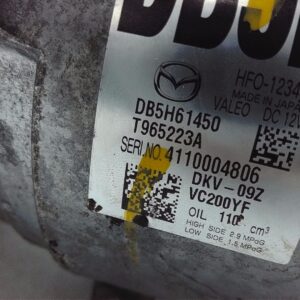 HFO-1234
MADE IN JAPAN
VALEO DC 12V
DB5H61450
T965223A
SERI.NO. 4110004806
DKV-09Z
VC200YF
OIL 110 cm³
HIGH SIDE 2.9 MPaG
LOW SIDE 1.5 MPaG